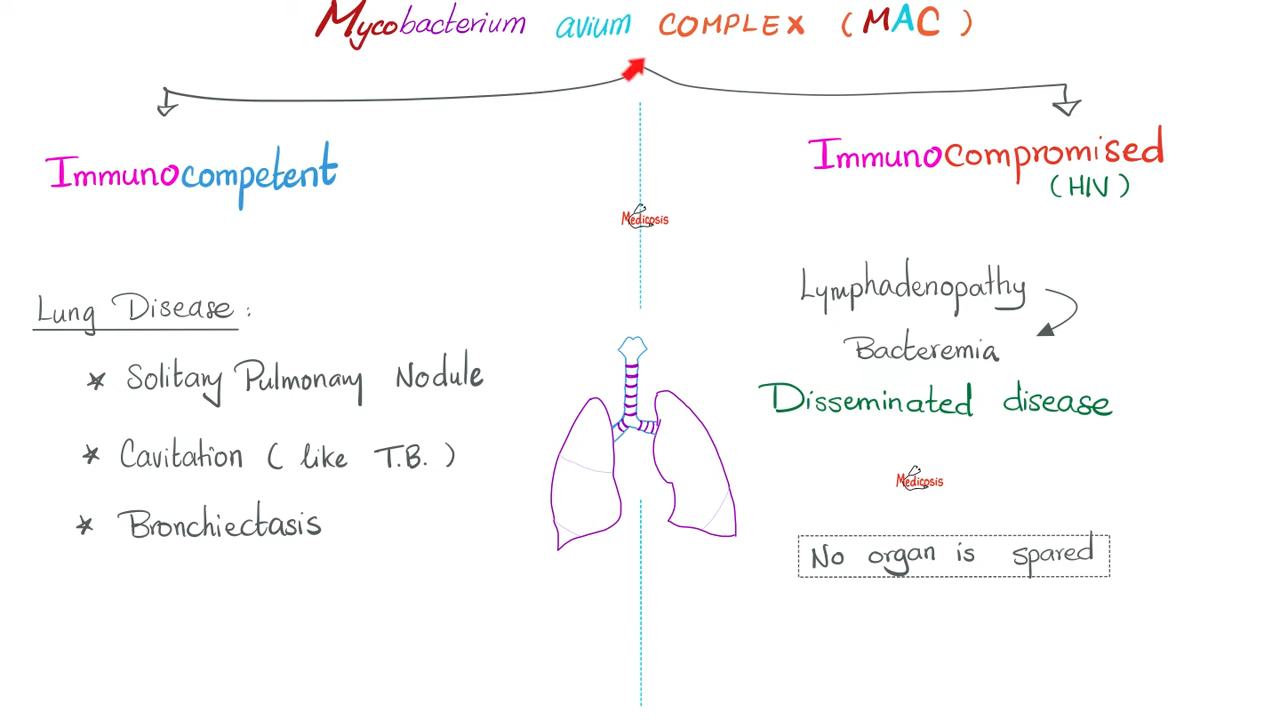 Mycobacterium avium COMPLEX (MAC)
Immunocompetent
Lung Disease:
* Solitary Pulmonary Nodule
* Cavitation (like T.B.)
* Bronchiectasis
Medicosis
Immunocompromised
(HIV)
Lymphadenopathy
Bacteremia
Disseminated disease
Medicosis
No organ is spared